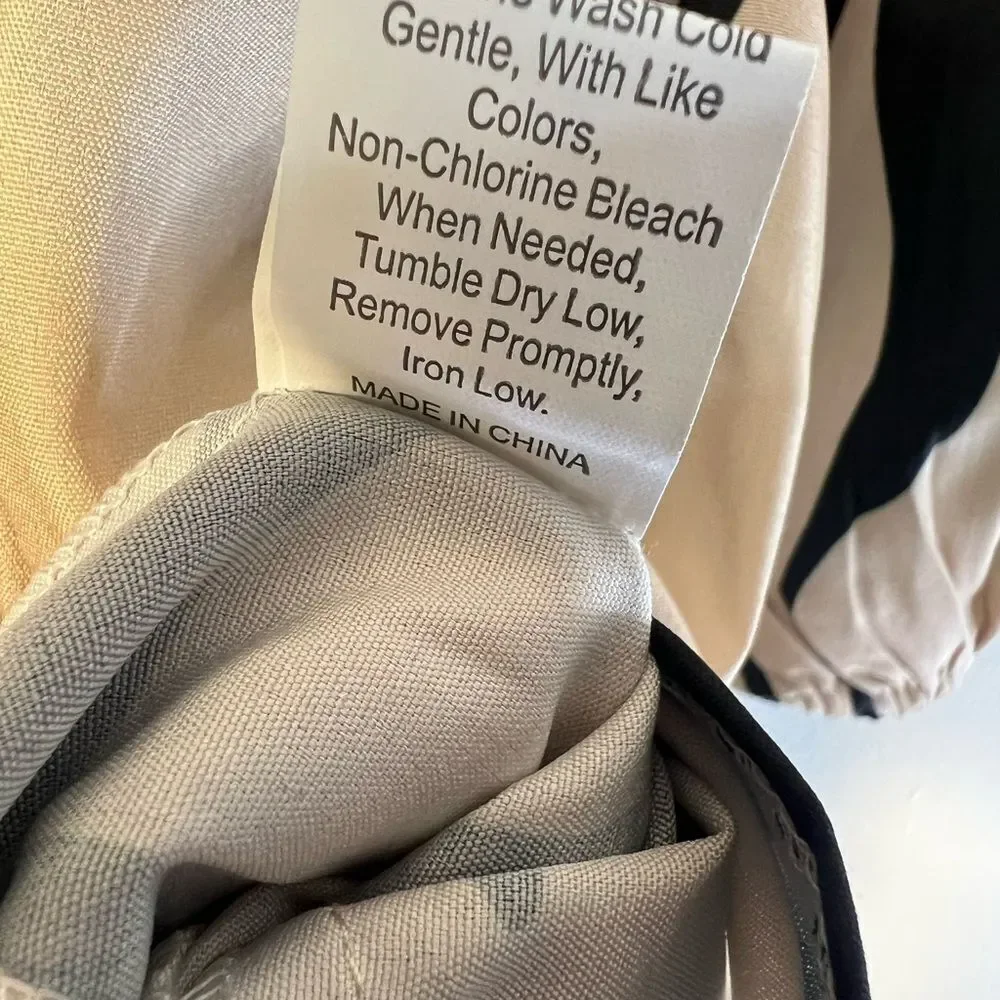 Wash Cold
Gentle, With Like
Colors,
Non-Chlorine Bleach
When Needed,
Tumble Dry Low,
Remove Promptly,
Iron Low.
MADE IN CHINA